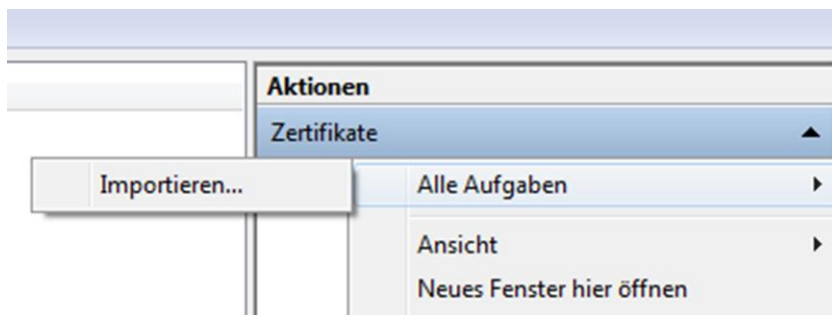 Aktionen
Zertifikate
Importieren...
Alle Aufgaben
Ansicht
Neues Fenster hier öffnen